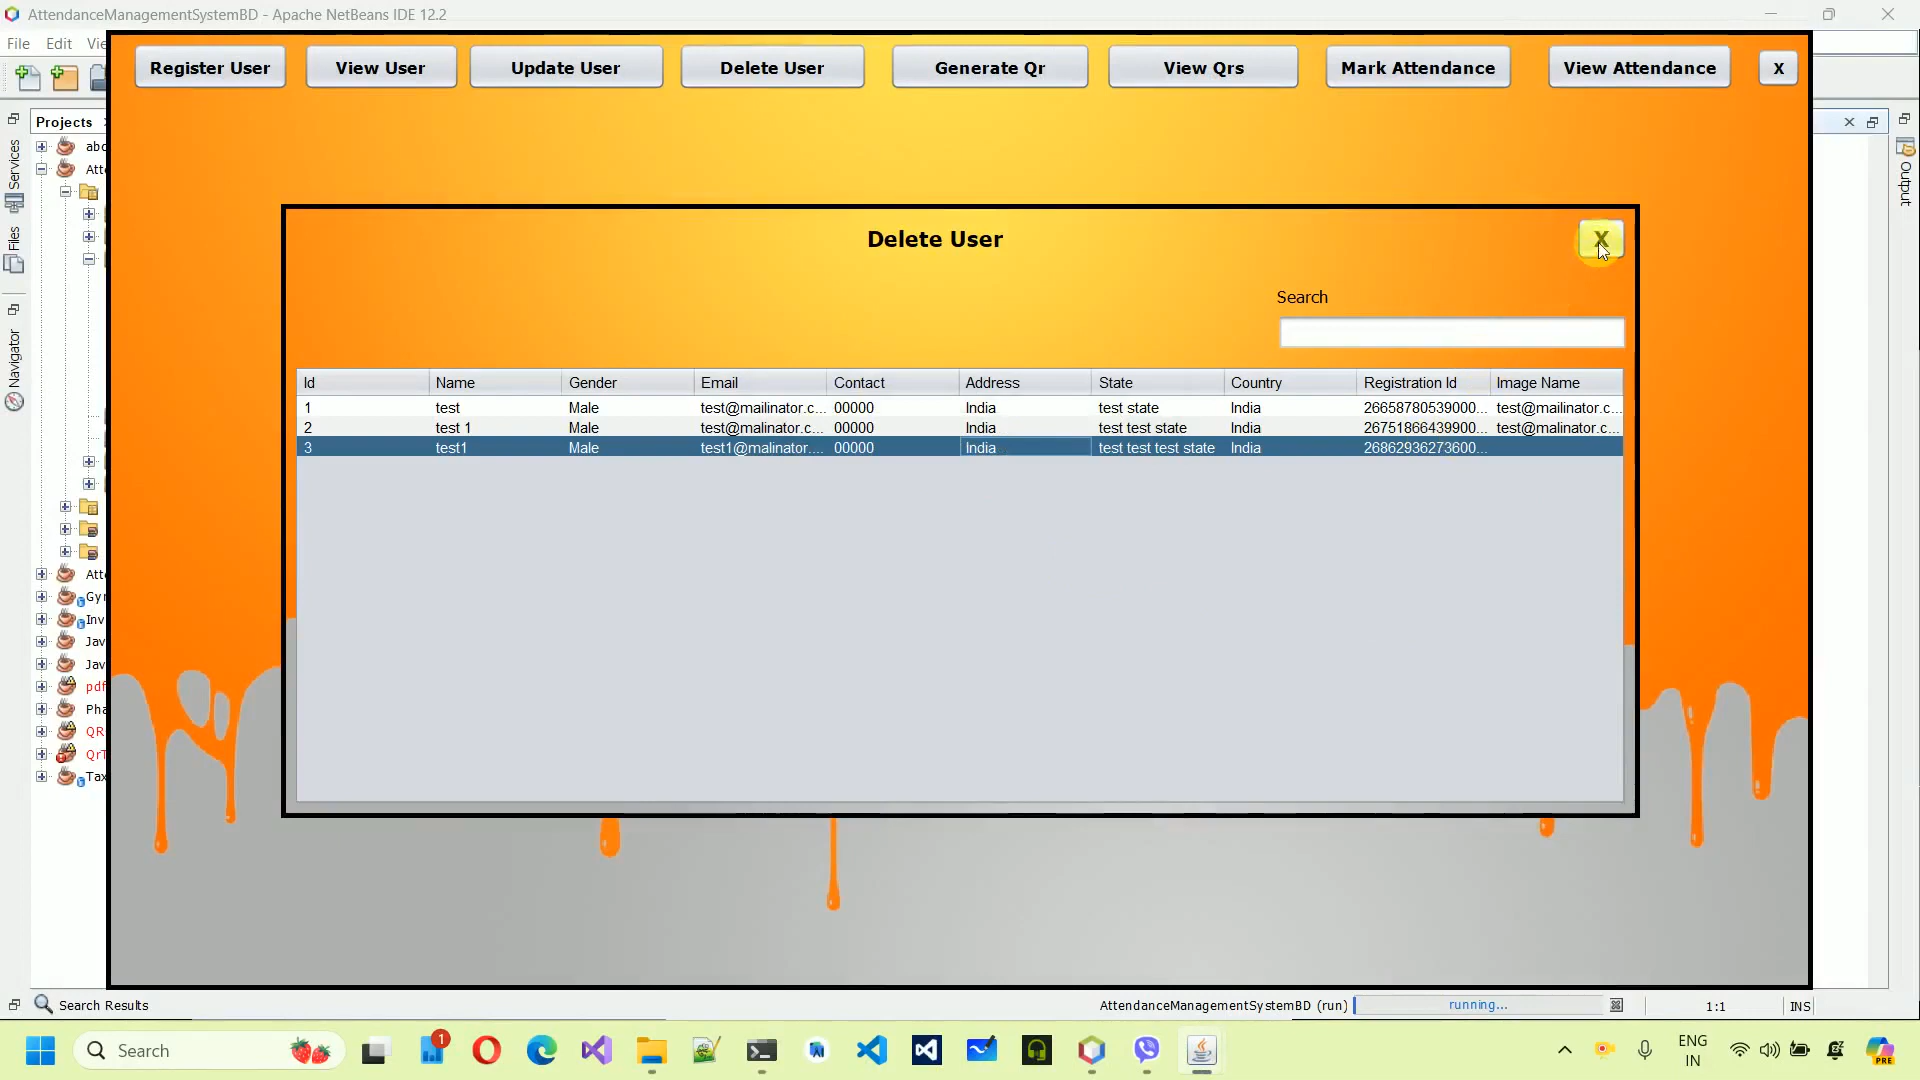 AttendanceManagementSystemBD - Apache NetBeans IDE 12.2
File Edit
Register User View User Update User Delete User Generate Qr View Qrs Mark Attendance View Attendance X
Projects
Services
Files
Navigator
Output
Delete User
X
Search
Id Name Gender Email Contact Address State Country Registration Id Image Name
1 test Male test@mailinator.c... 00000 India test state India 26658780539000... test@mailinator.c...
2 test 1 Male test@malinator.c... 00000 India test test state India 26751866439900... test@malinator.c...
3 test1 Male test1@malinator.... 00000 India test test test state India 26862936273600...
Search Results
AttendanceManagementSystemBD (run) running... 1:1 INS
Search
1
ENG
IN
PRE